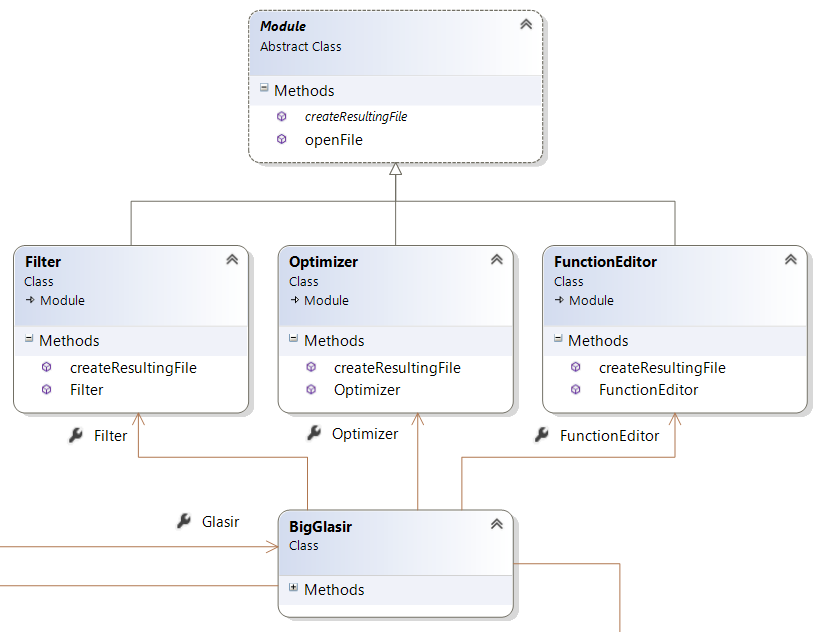 Module
Abstract Class
Methods
createResultingFile
openFile
Filter
Class
Module
Methods
createResultingFile
Filter
Optimizer
Class
Module
Methods
createResultingFile
Optimizer
FunctionEditor
Class
Module
Methods
createResultingFile
FunctionEditor
Filter
Optimizer
FunctionEditor
Glasir
BigGlasir
Class
Methods